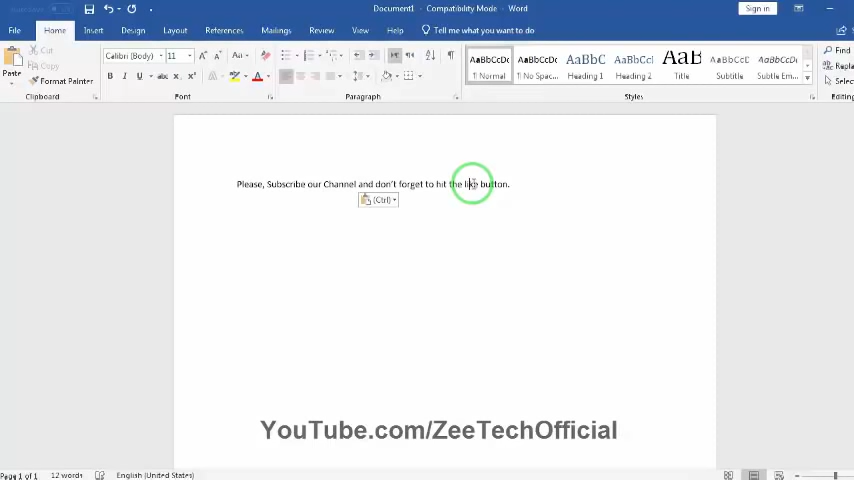 Document1 - Compatibility Mode - Word
Sign in
File Home Insert Design Layout References Mailings Review View Help Tell me what you want to do
Paste
Cut
Copy
Format Painter
Clipboard
Calibri (Body) 11
Font
Paragraph
AaBbCcDc AaBbCcDc AaBbC AaBbCc AaB AaBbCcD AaBbCcDc
¶ Normal ¶ No Spac... Heading 1 Heading 2 Title Subtitle Subtle Em...
Styles
Find
Repla
Select
Editing
Please, Subscribe our Channel and don't forget to hit the like button.
(Ctrl)
YouTube.com/ZeeTechOfficial
Page 1 of 1 12 words English (United States)